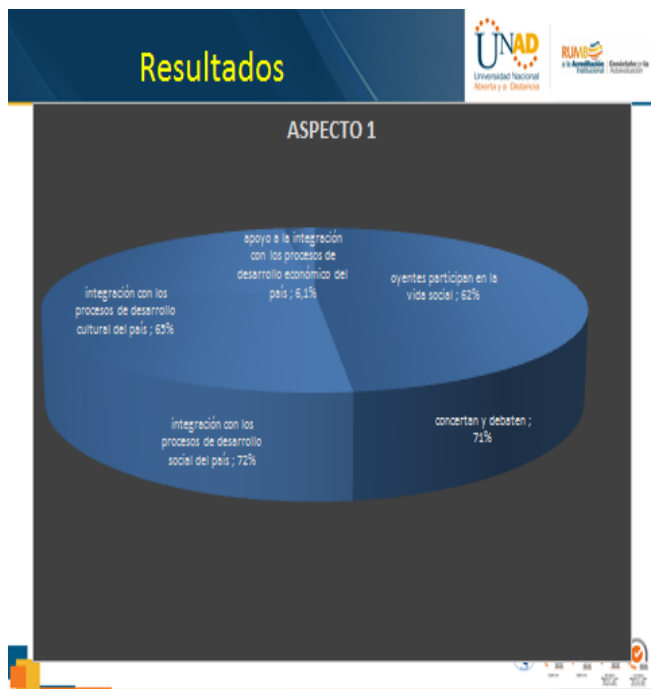 Resultados
UNAD
Universidad Nacional
Abierta y a Distancia
RUMBO
a la Acreditación
Institucional
ASPECTO 1
apoyo a la integración
con los procesos de
desarrollo económico del
país ; 6,1%
oyentes participan en la
vida social ; 62%
integración con los
procesos de desarrollo
cultural del país ; 63%
integración con los
procesos de desarrollo
social del país ; 72%
concertan y debaten ;
71%